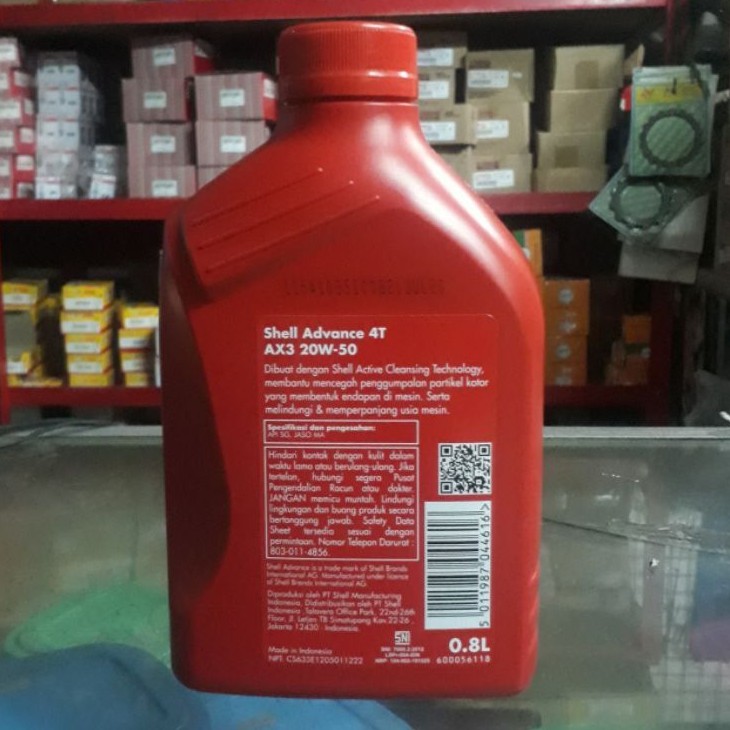 Shell Advance 4T
AX3 20W-50
Dibuat dengan Shell Active Cleansing Technology,
membantu mencegah penggumpalan partikel kotor
yang membentuk endapan di mesin. Serta
melindungi & memperpanjang usia mesin.
Spesifikasi dan pengesahan:
API SG, JASO MA
Hindari kontak dengan kulit dalam
waktu lama atau berulang-ulang. Jika
tertelan, hubungi segera Pusat
Pengendalian Racun atau dokter.
JANGAN memicu muntah. Lindungi
lingkungan dan buang produk secara
bertanggung jawab. Safety Data
Sheet tersedia sesuai dengan
permintaan. Nomor Telepon Darurat :
803-011-4856.
Shell Advance is a trade mark of Shell Brands
International AG. Manufactured under licence
of Shell Brands International AG.
Diproduksi oleh PT Shell Manufacturing
Indonesia, Didistribusikan oleh PT Shell
Indonesia .Talavera Office Park, 22nd-26th
Floor, Jl. Letjen TB Simatupang Kav.22-26 ,
Jakarta 12430 - Indonesia.
Made in Indonesia
NPT: CS633E1205011222
5 011987 044616 >
SNI
0.8L
600056118